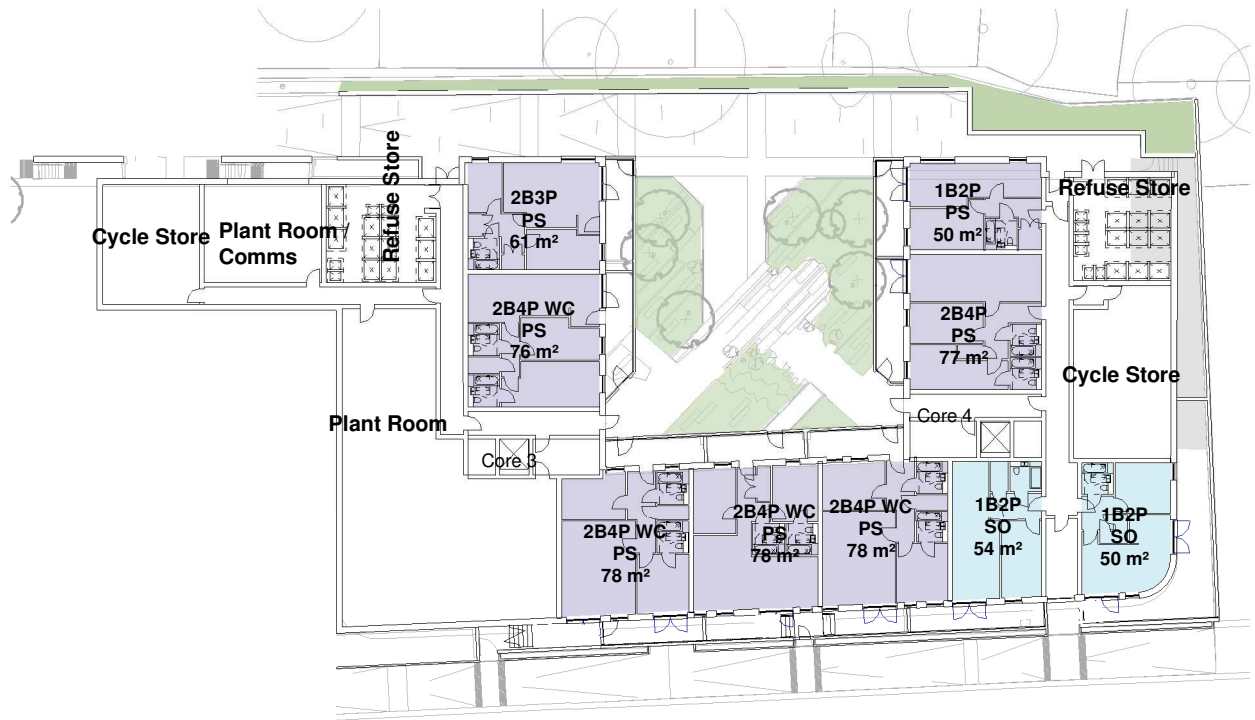 Cycle Store
Plant Room /
Comms
Refuse Store
2B3P
PS
61 m²
2B4P WC
PS
76 m²
Plant Room
Core 3
1B2P
PS
50 m²
Refuse Store
2B4P
PS
77 m²
Cycle Store
Core 4
2B4P WC
PS
78 m²
2B4P WC
PS
78 m²
2B4P WC
PS
78 m²
1B2P
SO
54 m²
1B2P
SO
50 m²